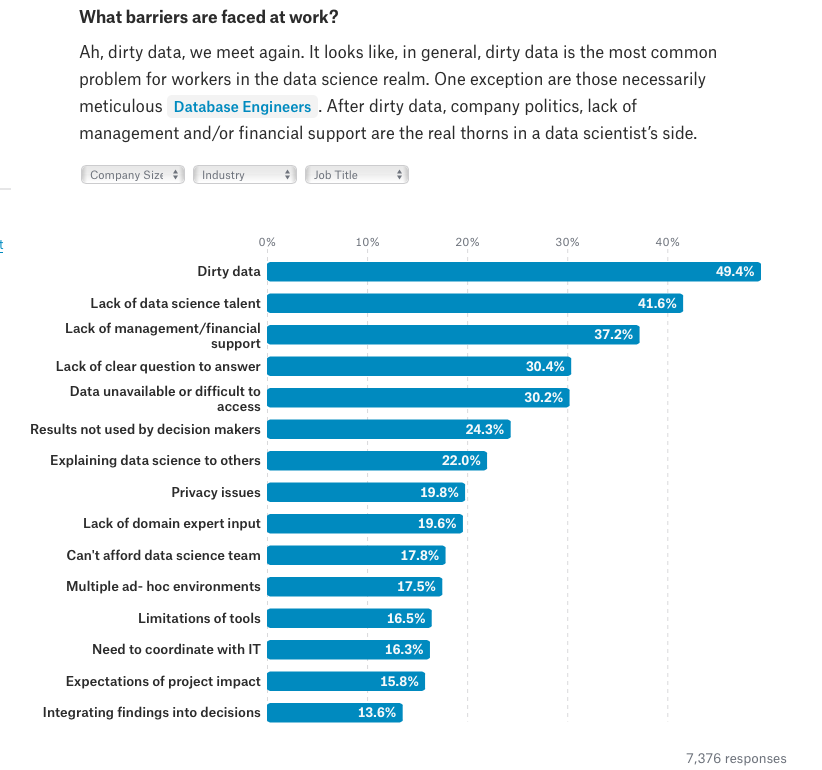 What barriers are faced at work?
Ah, dirty data, we meet again. It looks like, in general, dirty data is the most common
problem for workers in the data science realm. One exception are those necessarily
meticulous Database Engineers . After dirty data, company politics, lack of
management and/or financial support are the real thorns in a data scientist’s side.
Company Size Industry Job Title
t
0% 10% 20% 30% 40%
Dirty data 49.4%
Lack of data science talent 41.6%
Lack of management/financial
support 37.2%
Lack of clear question to answer 30.4%
Data unavailable or difficult to
access 30.2%
Results not used by decision makers 24.3%
Explaining data science to others 22.0%
Privacy issues 19.8%
Lack of domain expert input 19.6%
Can't afford data science team 17.8%
Multiple ad- hoc environments 17.5%
Limitations of tools 16.5%
Need to coordinate with IT 16.3%
Expectations of project impact 15.8%
Integrating findings into decisions 13.6%
7,376 responses